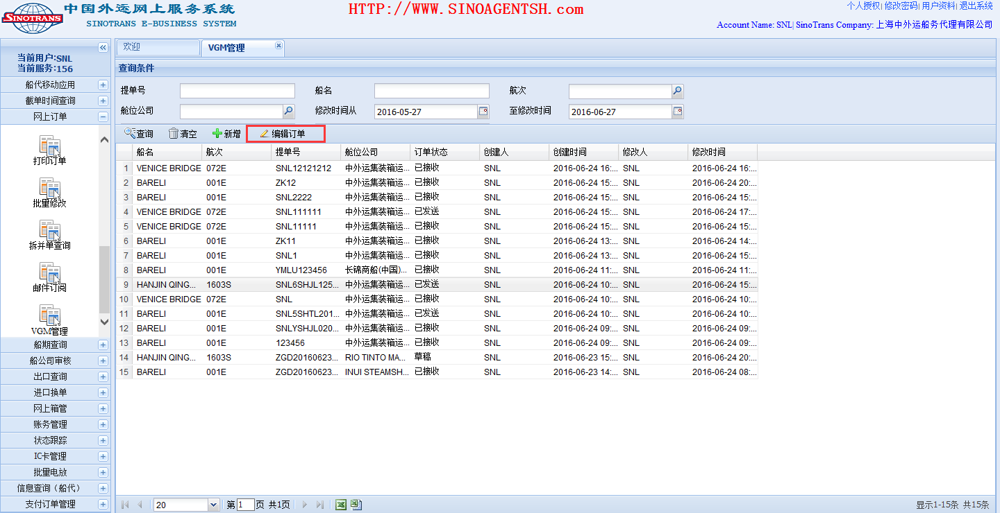 SINOTRANS
中国外运网上服务系统
SINOTRANS E-BUSINESS SYSTEM
HTTP://WWW.SINOAGENTSH.com
个人授权| 修改密码| 用户资料| 退出系统
Account Name: SNL| SinoTrans Company: 上海中外运船务代理有限公司
当前用户:SNL
当前服务:156
船代移动应用
截单时间查询
网上订单
打印订单
批量修改
拆并单查询
邮件订阅
VGM管理
船期查询
船公司审核
出口查询
进口换单
网上箱管
账务管理
状态跟踪
IC卡管理
批量电放
信息查询（船代）
支付订单管理
欢迎 VGM管理
查询条件
提单号 船名 航次
舱位公司 修改时间从 2016-05-27 至修改时间 2016-06-27
查询 清空 新增 编辑订单
船名 航次 提单号 舱位公司 订单状态 创建人 创建时间 修改人 修改时间
1 VENICE BRIDGE 072E SNL12121212 中外运集装箱运... 已接收 SNL 2016-06-24 16:... SNL 2016-06-24 16:...
2 BARELI 001E ZK12 中外运集装箱运... 已接收 SNL 2016-06-24 15:... SNL 2016-06-24 20:...
3 BARELI 001E SNL2222 中外运集装箱运... 已接收 SNL 2016-06-24 15:... SNL 2016-06-24 15:...
4 VENICE BRIDGE 072E SNL111111 中外运集装箱运... 已发送 SNL 2016-06-24 15:... SNL 2016-06-24 17:...
5 VENICE BRIDGE 072E SNL11111 中外运集装箱运... 已接收 SNL 2016-06-24 15:... SNL 2016-06-24 15:...
6 BARELI 001E ZK11 中外运集装箱运... 已接收 SNL 2016-06-24 13:... SNL 2016-06-24 14:...
7 BARELI 001E SNL1 中外运集装箱运... 已接收 SNL 2016-06-24 13:... SNL 2016-06-24 15:...
8 BARELI 001E YMLU123456 长锦商船(中国)... 已接收 SNL 2016-06-24 11:... SNL 2016-06-24 11:...
9 HANJIN QING... 1603S SNL6SHJL125... 中外运集装箱运... 已发送 SNL 2016-06-24 10:... SNL 2016-06-24 15:...
10 VENICE BRIDGE 072E SNL 中外运集装箱运... 已接收 SNL 2016-06-24 10:... SNL 2016-06-24 10:...
11 BARELI 001E SNL5SHTL201... 中外运集装箱运... 已发送 SNL 2016-06-24 10:... SNL 2016-06-24 10:...
12 BARELI 001E SNLYSHJL020... 中外运集装箱运... 已接收 SNL 2016-06-24 09:... SNL 2016-06-24 09:...
13 BARELI 001E 123456 中外运集装箱运... 已接收 SNL 2016-06-24 09:... SNL 2016-06-24 09:...
14 HANJIN QING... 1603S ZGD20160623... RIO TINTO MA... 草稿 SNL 2016-06-23 15:... SNL 2016-06-24 20:...
15 BARELI 001E ZGD20160623... INUI STEAMSH... 已接收 SNL 2016-06-23 14:... SNL 2016-06-24 08:...
20 第 1 页 共1页 显示1-15条 共15条